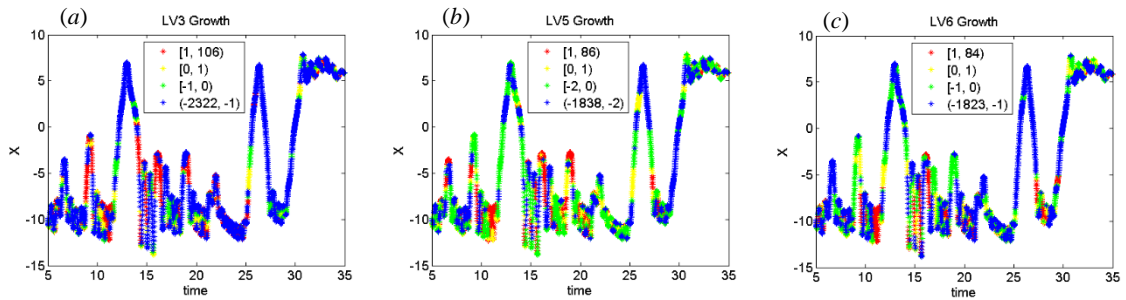 (a)
LV3 Growth
10
5
0
-5
-10
-15
X
[1, 106)
[0, 1)
[-1, 0)
(-2322, -1)
5 10 15 20 25 30 35
time
(b)
LV5 Growth
10
5
0
-5
-10
-15
X
[1, 86)
[0, 1)
[-2, 0)
(-1838, -2)
5 10 15 20 25 30 35
time
(c)
LV6 Growth
10
5
0
-5
-10
-15
X
[1, 84)
[0, 1)
[-1, 0)
(-1823, -1)
5 10 15 20 25 30 35
time